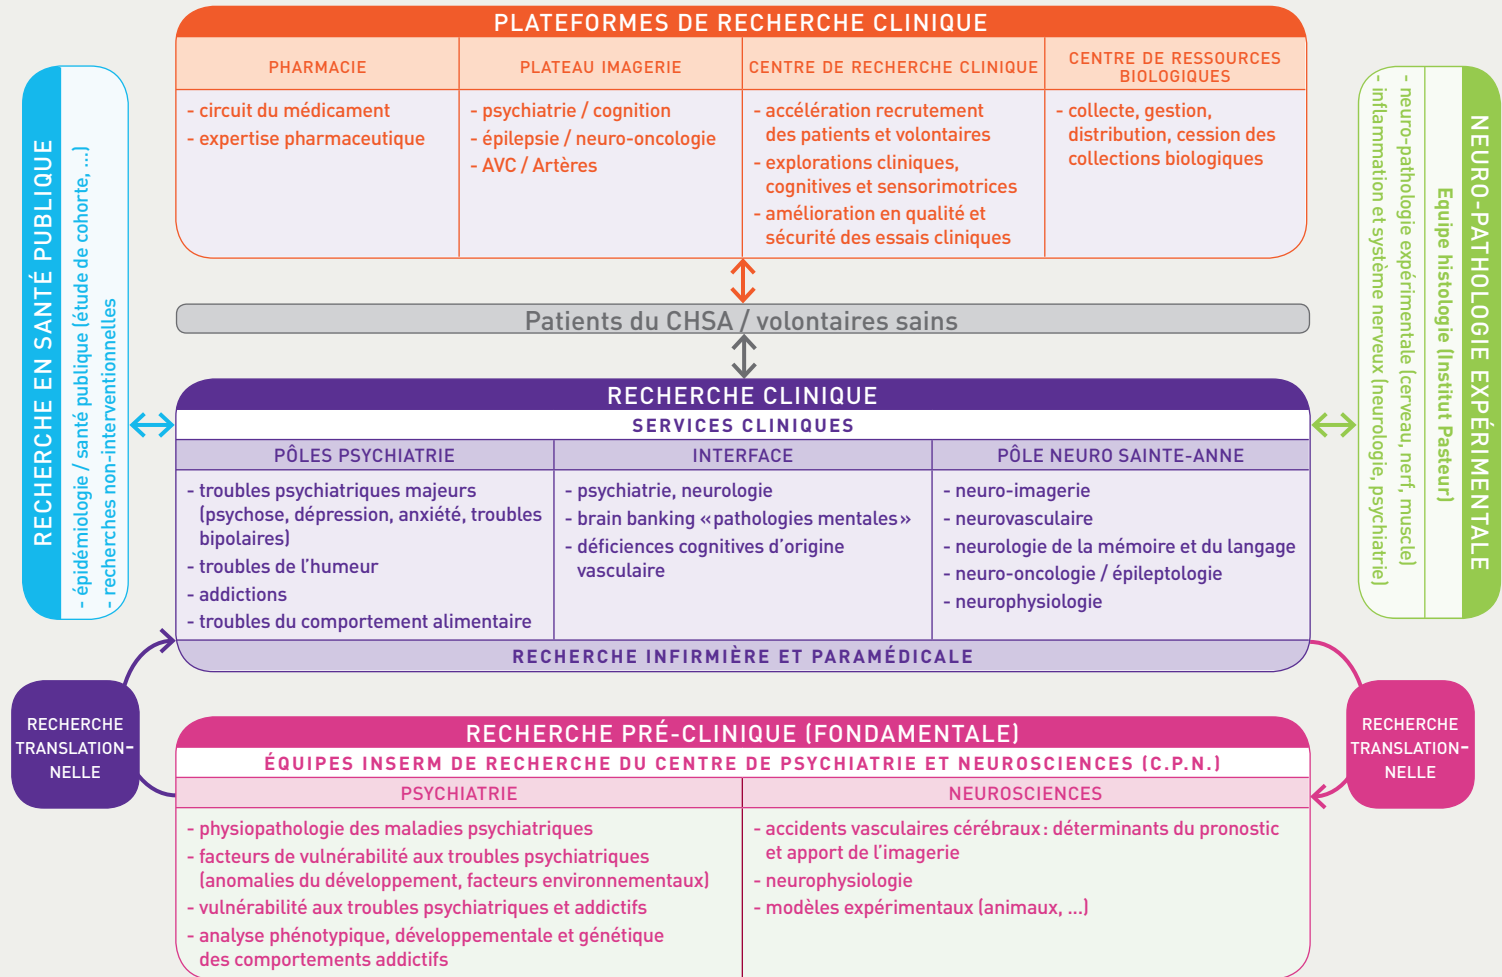 PLATEFORMES DE RECHERCHE CLINIQUE
PHARMACIE
- circuit du médicament
- expertise pharmaceutique
PLATEAU IMAGERIE
- psychiatrie / cognition
- épilepsie / neuro-oncologie
- AVC / Artères
CENTRE DE RECHERCHE CLINIQUE
- accélération recrutement
des patients et volontaires
- explorations cliniques,
cognitives et sensorimotrices
- amélioration en qualité et
sécurité des essais cliniques
CENTRE DE RESSOURCES
BIOLOGIQUES
- collecte, gestion,
distribution, cession des
collections biologiques
RECHERCHE EN SANTÉ PUBLIQUE
- épidémiologie / santé publique (étude de cohorte, ...)
- recherches non-interventionnelles
NEURO-PATHOLOGIE EXPÉRIMENTALE
Equipe histologie (Institut Pasteur)
- neuro-pathologie expérimentale (cerveau, nerf, muscle)
- inflammation et système nerveux (neurologie, psychiatrie)
Patients du CHSA / volontaires sains
RECHERCHE CLINIQUE
SERVICES CLINIQUES
PÔLES PSYCHIATRIE
- troubles psychiatriques majeurs
(psychose, dépression, anxiété, troubles
bipolaires)
- troubles de l'humeur
- addictions
- troubles du comportement alimentaire
INTERFACE
- psychiatrie, neurologie
- brain banking «pathologies mentales»
- déficiences cognitives d'origine
vasculaire
PÔLE NEURO SAINTE-ANNE
- neuro-imagerie
- neurovasculaire
- neurologie de la mémoire et du langage
- neuro-oncologie / épileptologie
- neurophysiologie
RECHERCHE INFIRMIÈRE ET PARAMÉDICALE
RECHERCHE
TRANSLATION-
NELLE
RECHERCHE
TRANSLATION-
NELLE
RECHERCHE PRÉ-CLINIQUE (FONDAMENTALE)
ÉQUIPES INSERM DE RECHERCHE DU CENTRE DE PSYCHIATRIE ET NEUROSCIENCES (C.P.N.)
PSYCHIATRIE
- physiopathologie des maladies psychiatriques
- facteurs de vulnérabilité aux troubles psychiatriques
(anomalies du développement, facteurs environnementaux)
- vulnérabilité aux troubles psychiatriques et addictifs
- analyse phénotypique, développementale et génétique
des comportements addictifs
NEUROSCIENCES
- accidents vasculaires cérébraux : déterminants du pronostic
et apport de l'imagerie
- neurophysiologie
- modèles expérimentaux (animaux, ...)